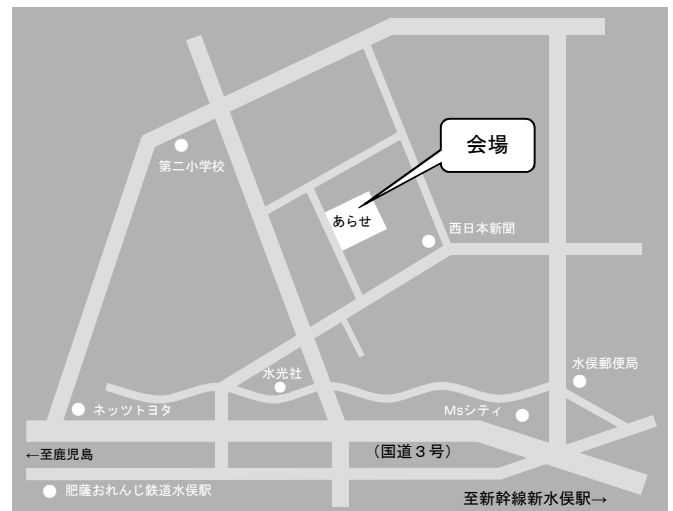 会場
第二小学校
あらせ
西日本新聞
水俣郵便局
水光社
ネッツトヨタ
Msシティ
(国道３号)
←至鹿児島
肥薩おれんじ鉄道水俣駅
至新幹線新水俣駅→